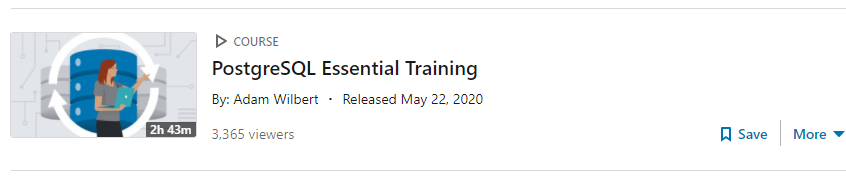 COURSE
PostgreSQL Essential Training
By: Adam Wilbert • Released May 22, 2020
2h 43m
3,365 viewers
Save
More